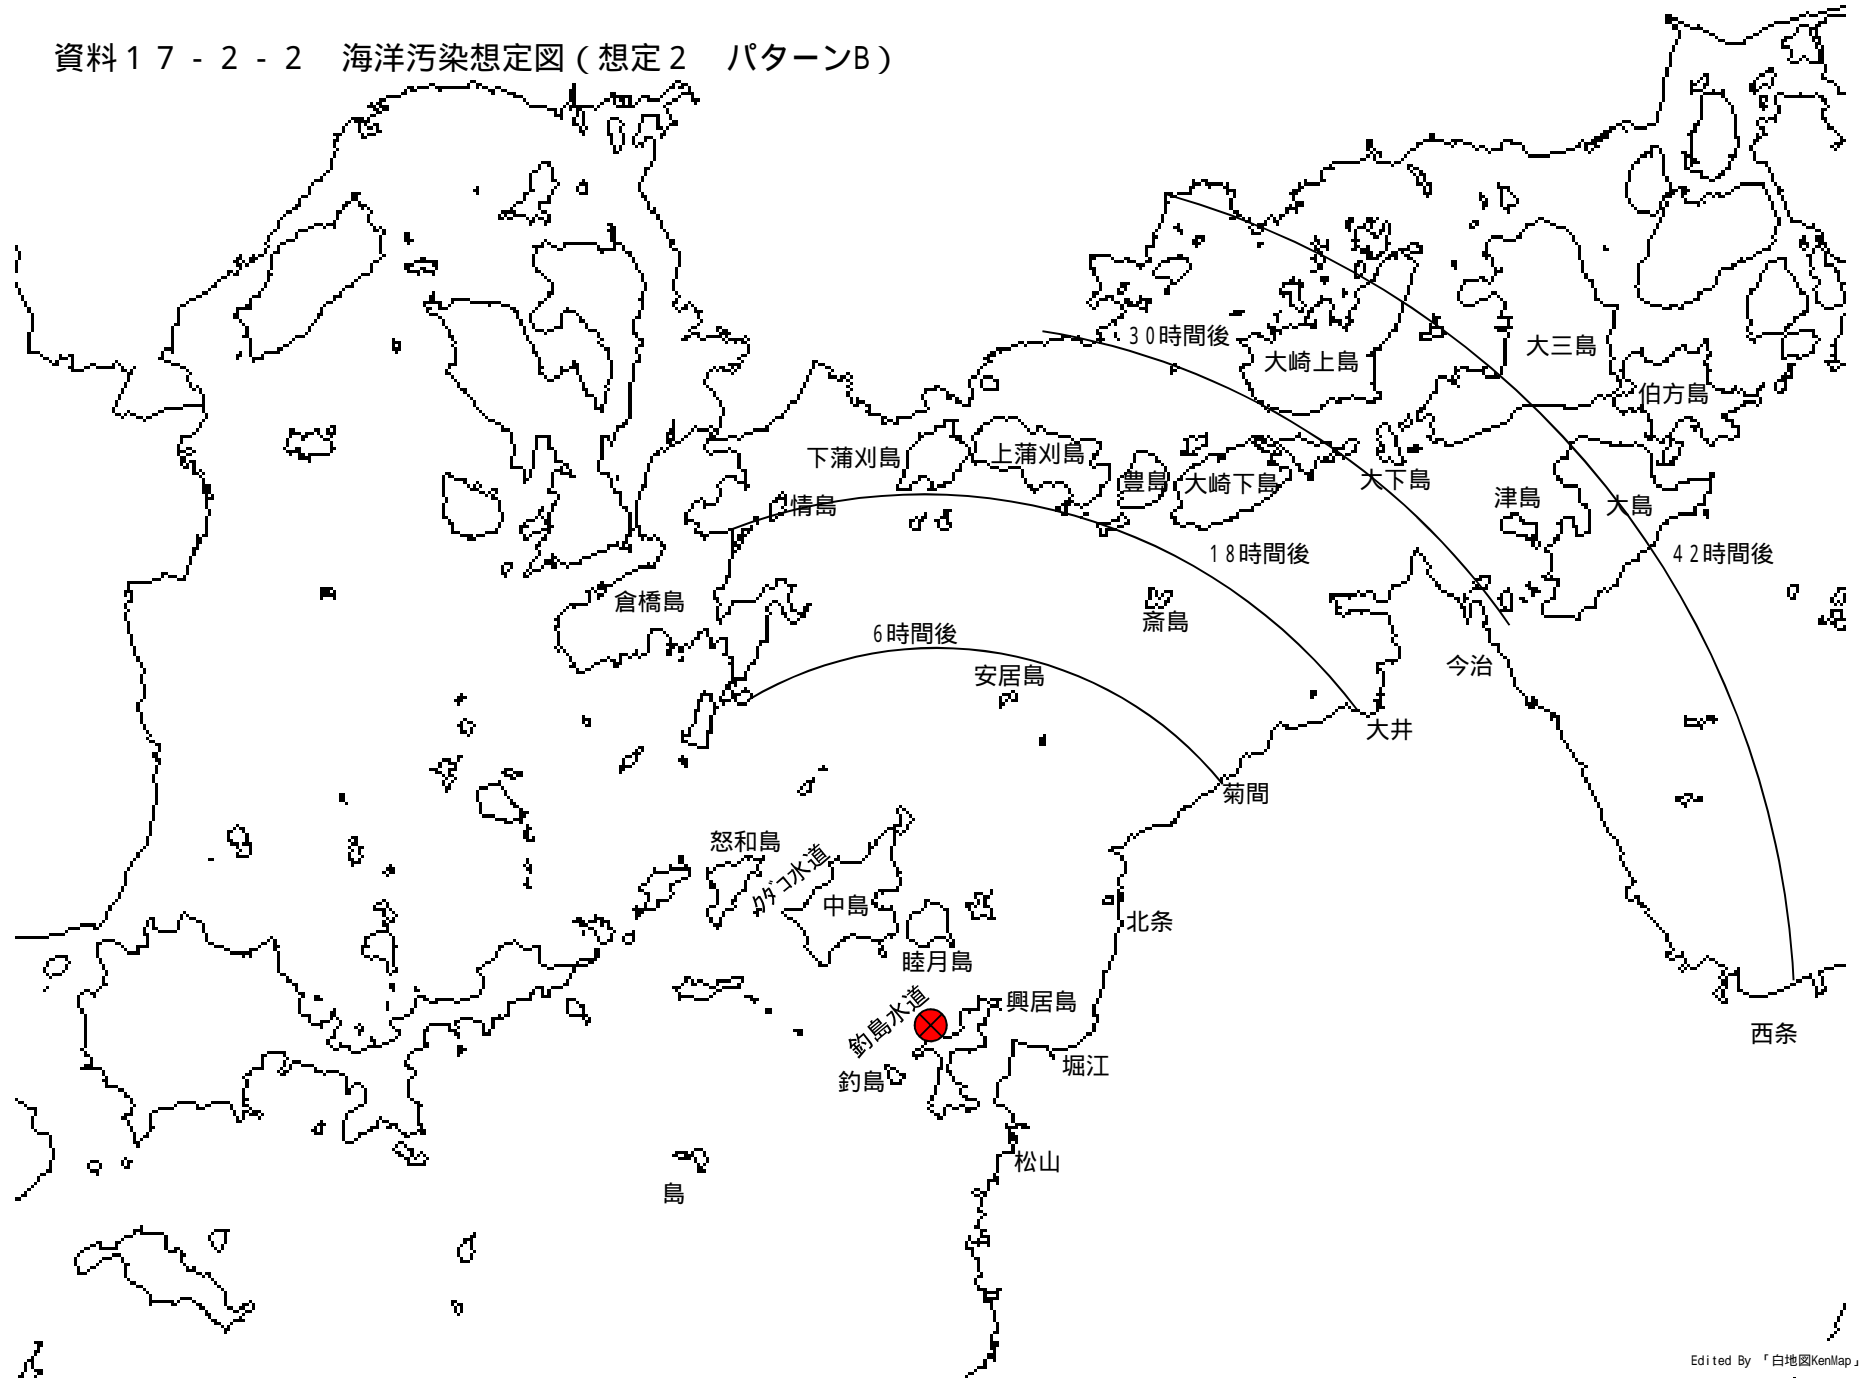 資料１７－２－２　海洋汚染想定図（想定２　パターンB）
30時間後
大崎上島
大三島
伯方島
下蒲刈島
上蒲刈島
豊島
大崎下島
大下島
津島
大島
情島
18時間後
42時間後
倉橋島
斎島
6時間後
安居島
今治
大井
菊間
怒和島
クダコ水道
中島
北条
睦月島
興居島
釣島水道
西条
堀江
釣島
松山
島
Edited By 「白地図KenMap」